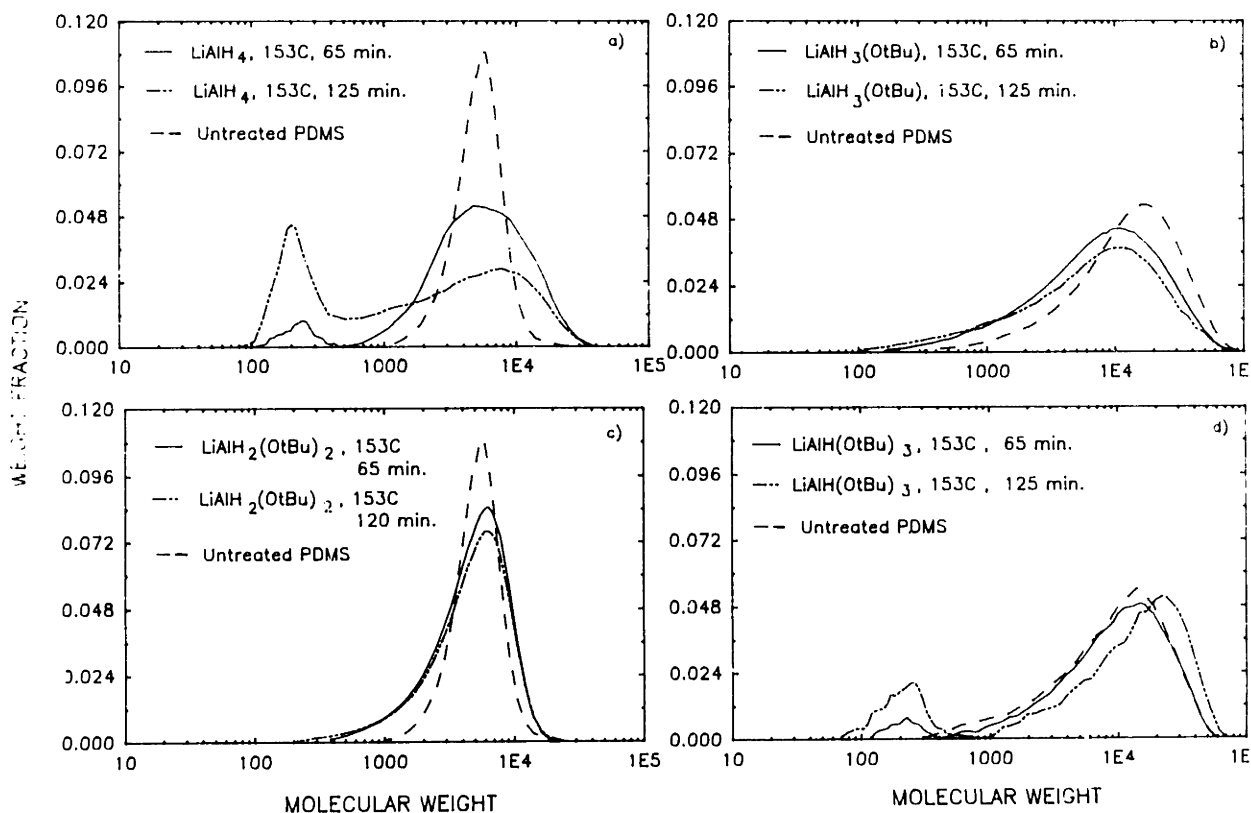 0.120
0.096
0.072
0.048
0.024
0.000
a)
LiAlH4, 153C, 65 min.
LiAlH4, 153C, 125 min.
Untreated PDMS
10 100 1000 1E4 1E5
0.120
0.096
0.072
0.048
0.024
0.000
b)
LiAlH3(OtBu), 153C, 65 min.
LiAlH3(OtBu), 153C, 125 min.
Untreated PDMS
10 100 1000 1E4 1E
FRACTION
0.120
0.096
0.072
0.048
0.024
0.000
c)
LiAlH2(OtBu)2, 153C
65 min.
LiAlH2(OtBu)2, 153C
120 min.
Untreated PDMS
10 100 1000 1E4 1E5
MOLECULAR WEIGHT
0.120
0.096
0.072
0.048
0.024
0.000
d)
LiAlH(OtBu)3, 153C, 65 min.
LiAlH(OtBu)3, 153C, 125 min.
Untreated PDMS
10 100 1000 1E4 1E
MOLECULAR WEIGHT